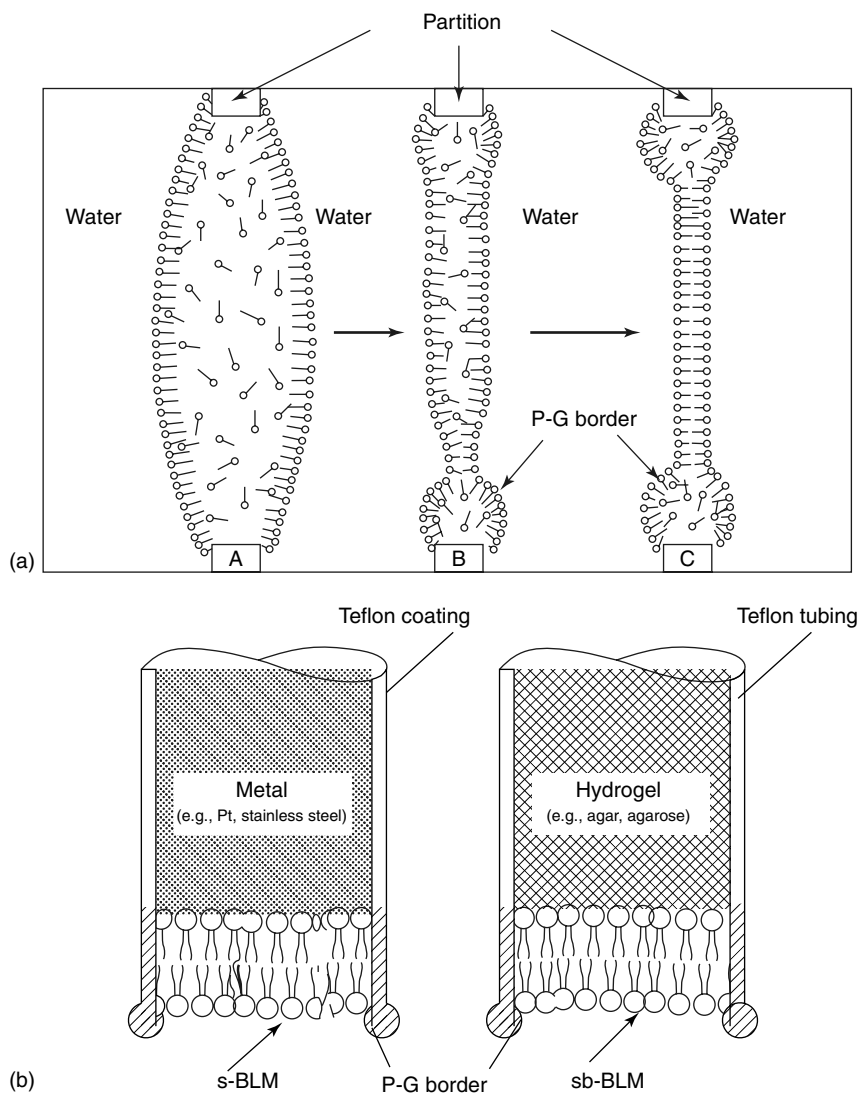 Partition
Water
Water
Water
Water
P-G border
A
B
C
(a)
Teflon coating
Teflon tubing
Metal
(e.g., Pt, stainless steel)
Hydrogel
(e.g., agar, agarose)
s-BLM
P-G border
sb-BLM
(b)